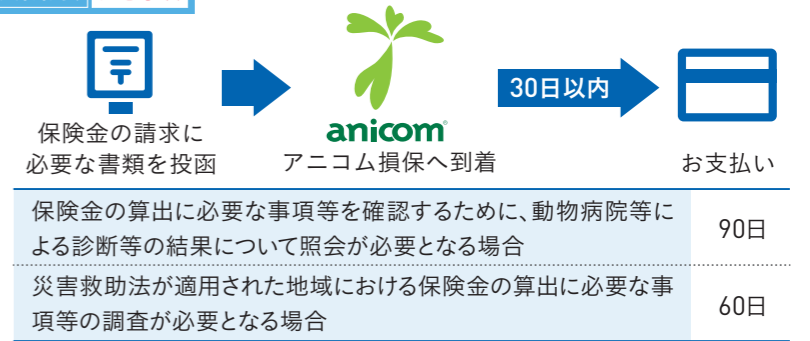 保険金の請求に
必要な書類を投函
anicom
アニコム損保へ到着
30日以内
お支払い
保険金の算出に必要な事項等を確認するために、動物病院等に
よる診断等の結果について照会が必要となる場合
90日
災害救助法が適用された地域における保険金の算出に必要な事
項等の調査が必要となる場合
60日